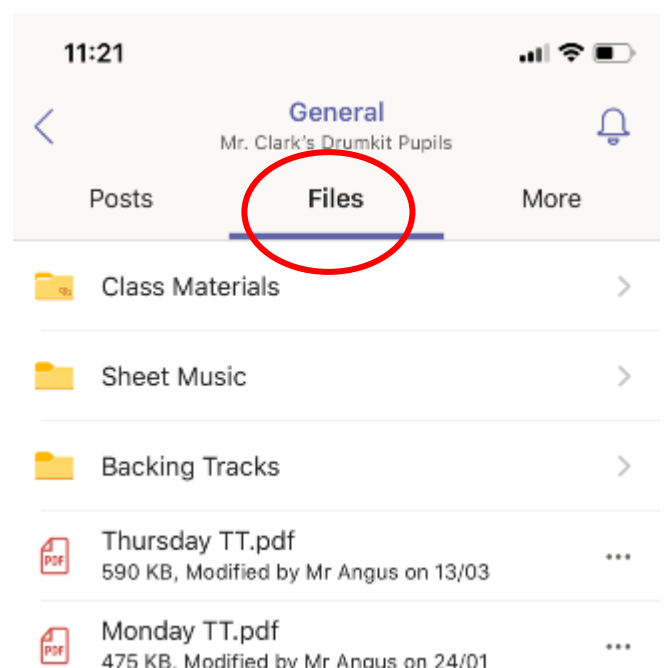 11:21
General
Mr. Clark's Drumkit Pupils
Posts Files More
Class Materials
Sheet Music
Backing Tracks
PDF Thursday TT.pdf
590 KB, Modified by Mr Angus on 13/03
PDF Monday TT.pdf
475 KB, Modified by Mr Angus on 24/01